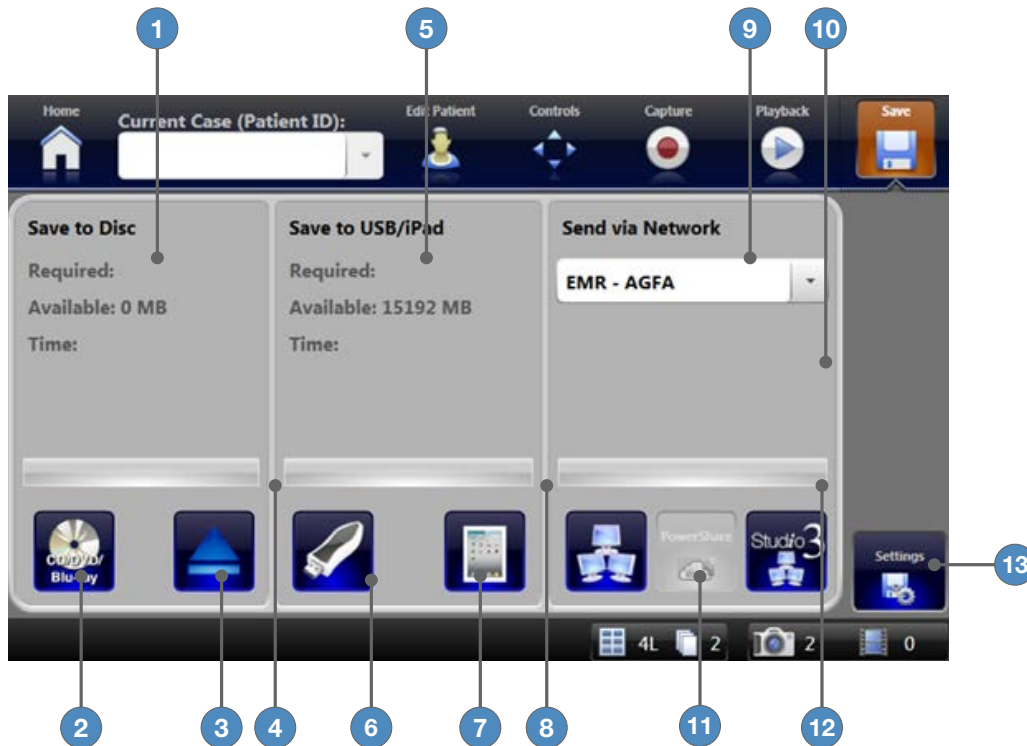 1
5
9
10
Home
Current Case (Patient ID):
Edit Patient
Controls
Capture
Playback
Save
Save to Disc
Required:
Available: 0 MB
Time:
Save to USB/iPad
Required:
Available: 15192 MB
Time:
Send via Network
EMR - AGFA
CD/DVD/
Blu-ray
PowerShare
Studio3
Settings
13
4L
2
2
0
2
3
4
6
7
8
11
12